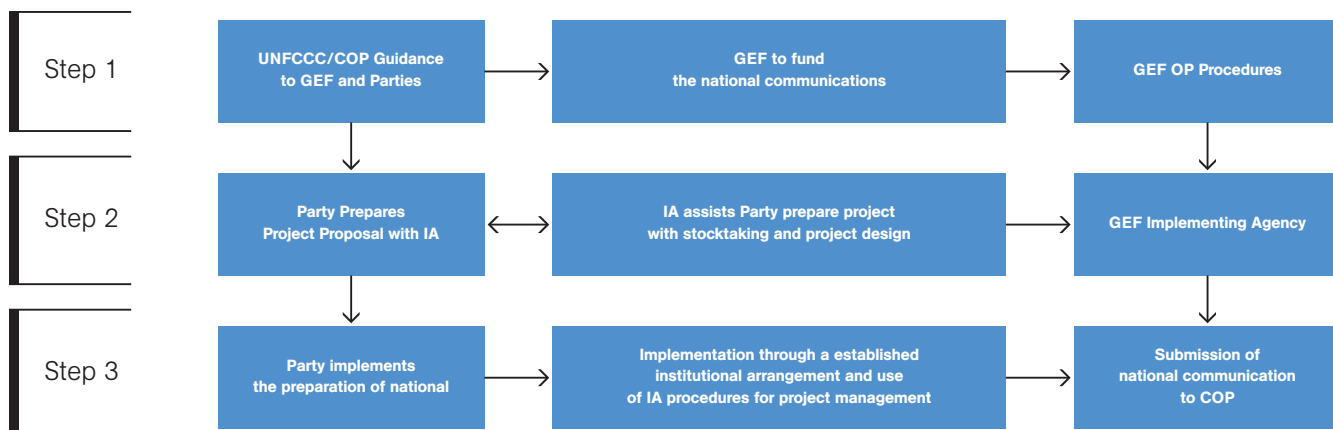 Step 1
UNFCCC/COP Guidance
to GEF and Parties
GEF to fund
the national communications
GEF OP Procedures
Step 2
Party Prepares
Project Proposal with IA
IA assists Party prepare project
with stocktaking and project design
GEF Implementing Agency
Step 3
Party implements
the preparation of national
Implementation through a established
institutional arrangement and use
of IA procedures for project management
Submission of
national communication
to COP